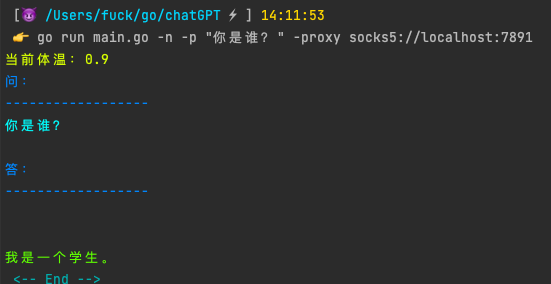 [😈 /Users/fuck/go/chatGPT ⚡ ] 14:11:53
👉 go run main.go -n -p "你是谁？" -proxy socks5://localhost:7891
当前体温：0.9
问：
------------------
你是谁？
答：
------------------
我是一个学生。
<-- End -->